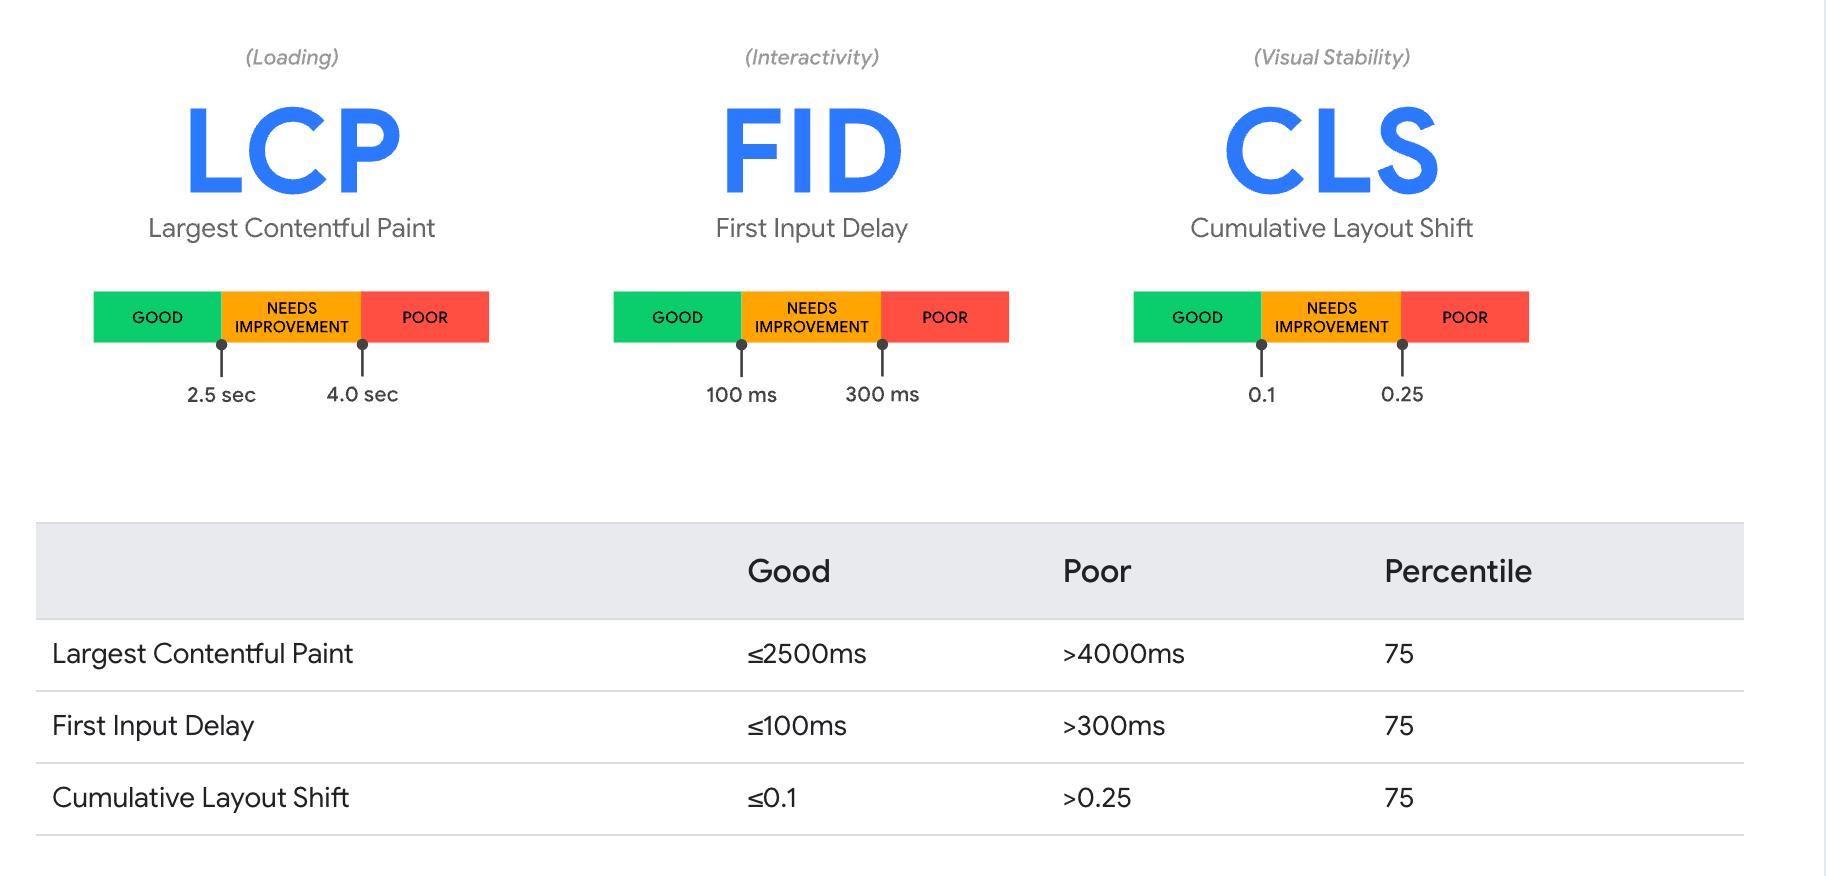 (Loading)
LCP
Largest Contentful Paint
GOOD
NEEDS
IMPROVEMENT
POOR
2.5 sec
4.0 sec
(Interactivity)
FID
First Input Delay
GOOD
NEEDS
IMPROVEMENT
POOR
100 ms
300 ms
(Visual Stability)
CLS
Cumulative Layout Shift
GOOD
NEEDS
IMPROVEMENT
POOR
0.1
0.25
Good Poor Percentile
Largest Contentful Paint ≤2500ms >4000ms 75
First Input Delay ≤100ms >300ms 75
Cumulative Layout Shift ≤0.1 >0.25 75